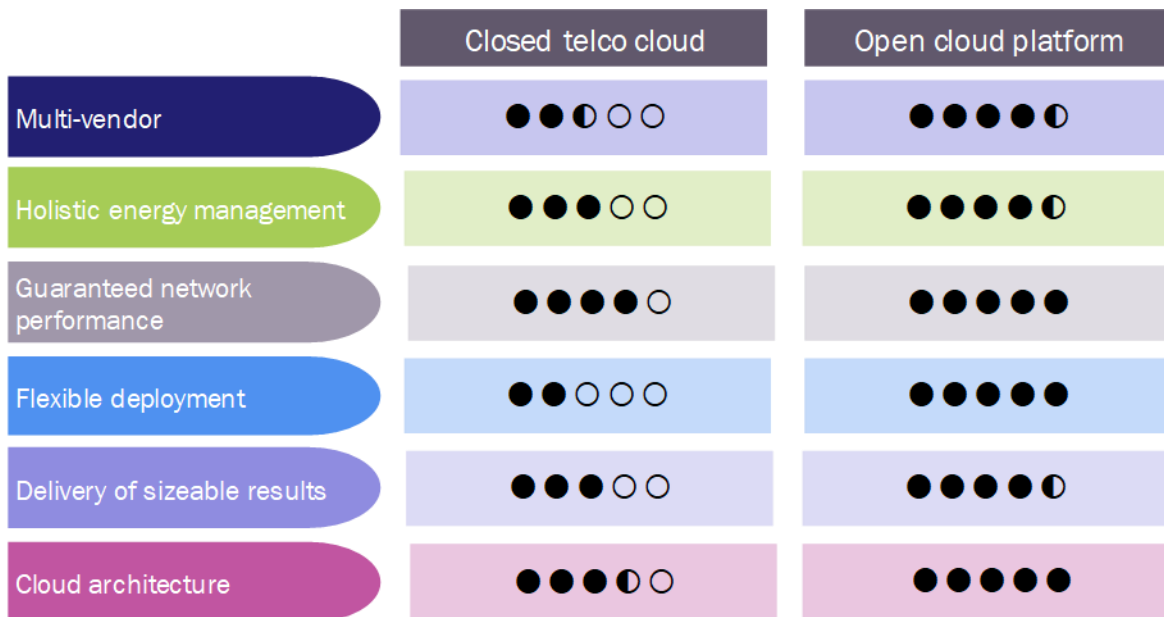 Closed telco cloud
Open cloud platform
Multi-vendor
Holistic energy management
Guaranteed network
performance
Flexible deployment
Delivery of sizeable results
Cloud architecture